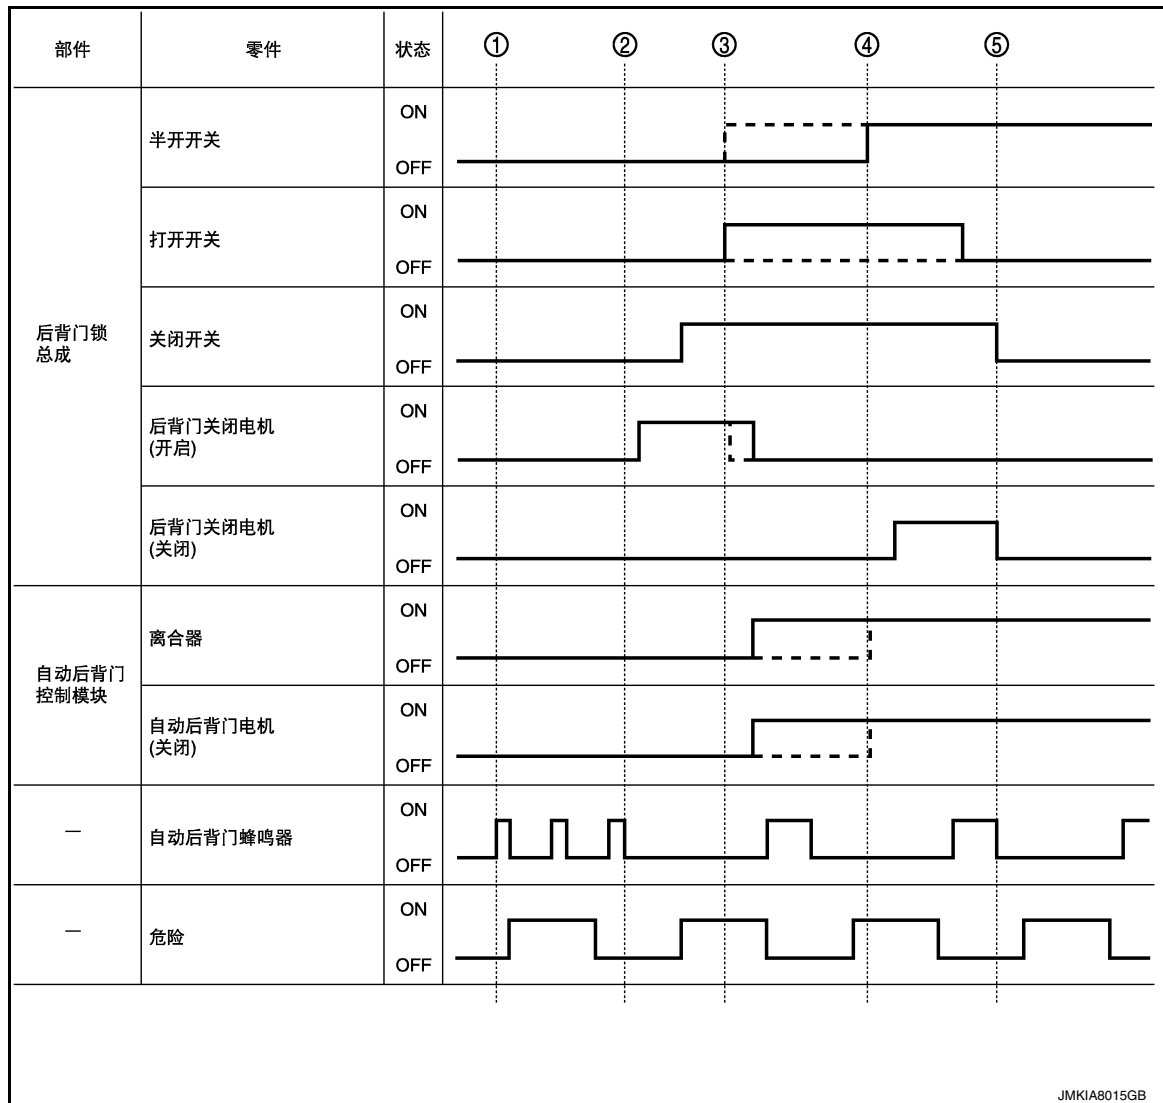 部件 零件 状态 ① ② ③ ④ ⑤
ON
半开开关
OFF
ON
打开开关
OFF
后背门锁
总成
ON
关闭开关
OFF
ON
后背门关闭电机
(开启)
OFF
ON
后背门关闭电机
(关闭)
OFF
自动后背门
控制模块
ON
离合器
OFF
ON
自动后背门电机
(关闭)
OFF
ON
— 自动后背门蜂鸣器
OFF
ON
— 危险
OFF
JMKIA8015GB